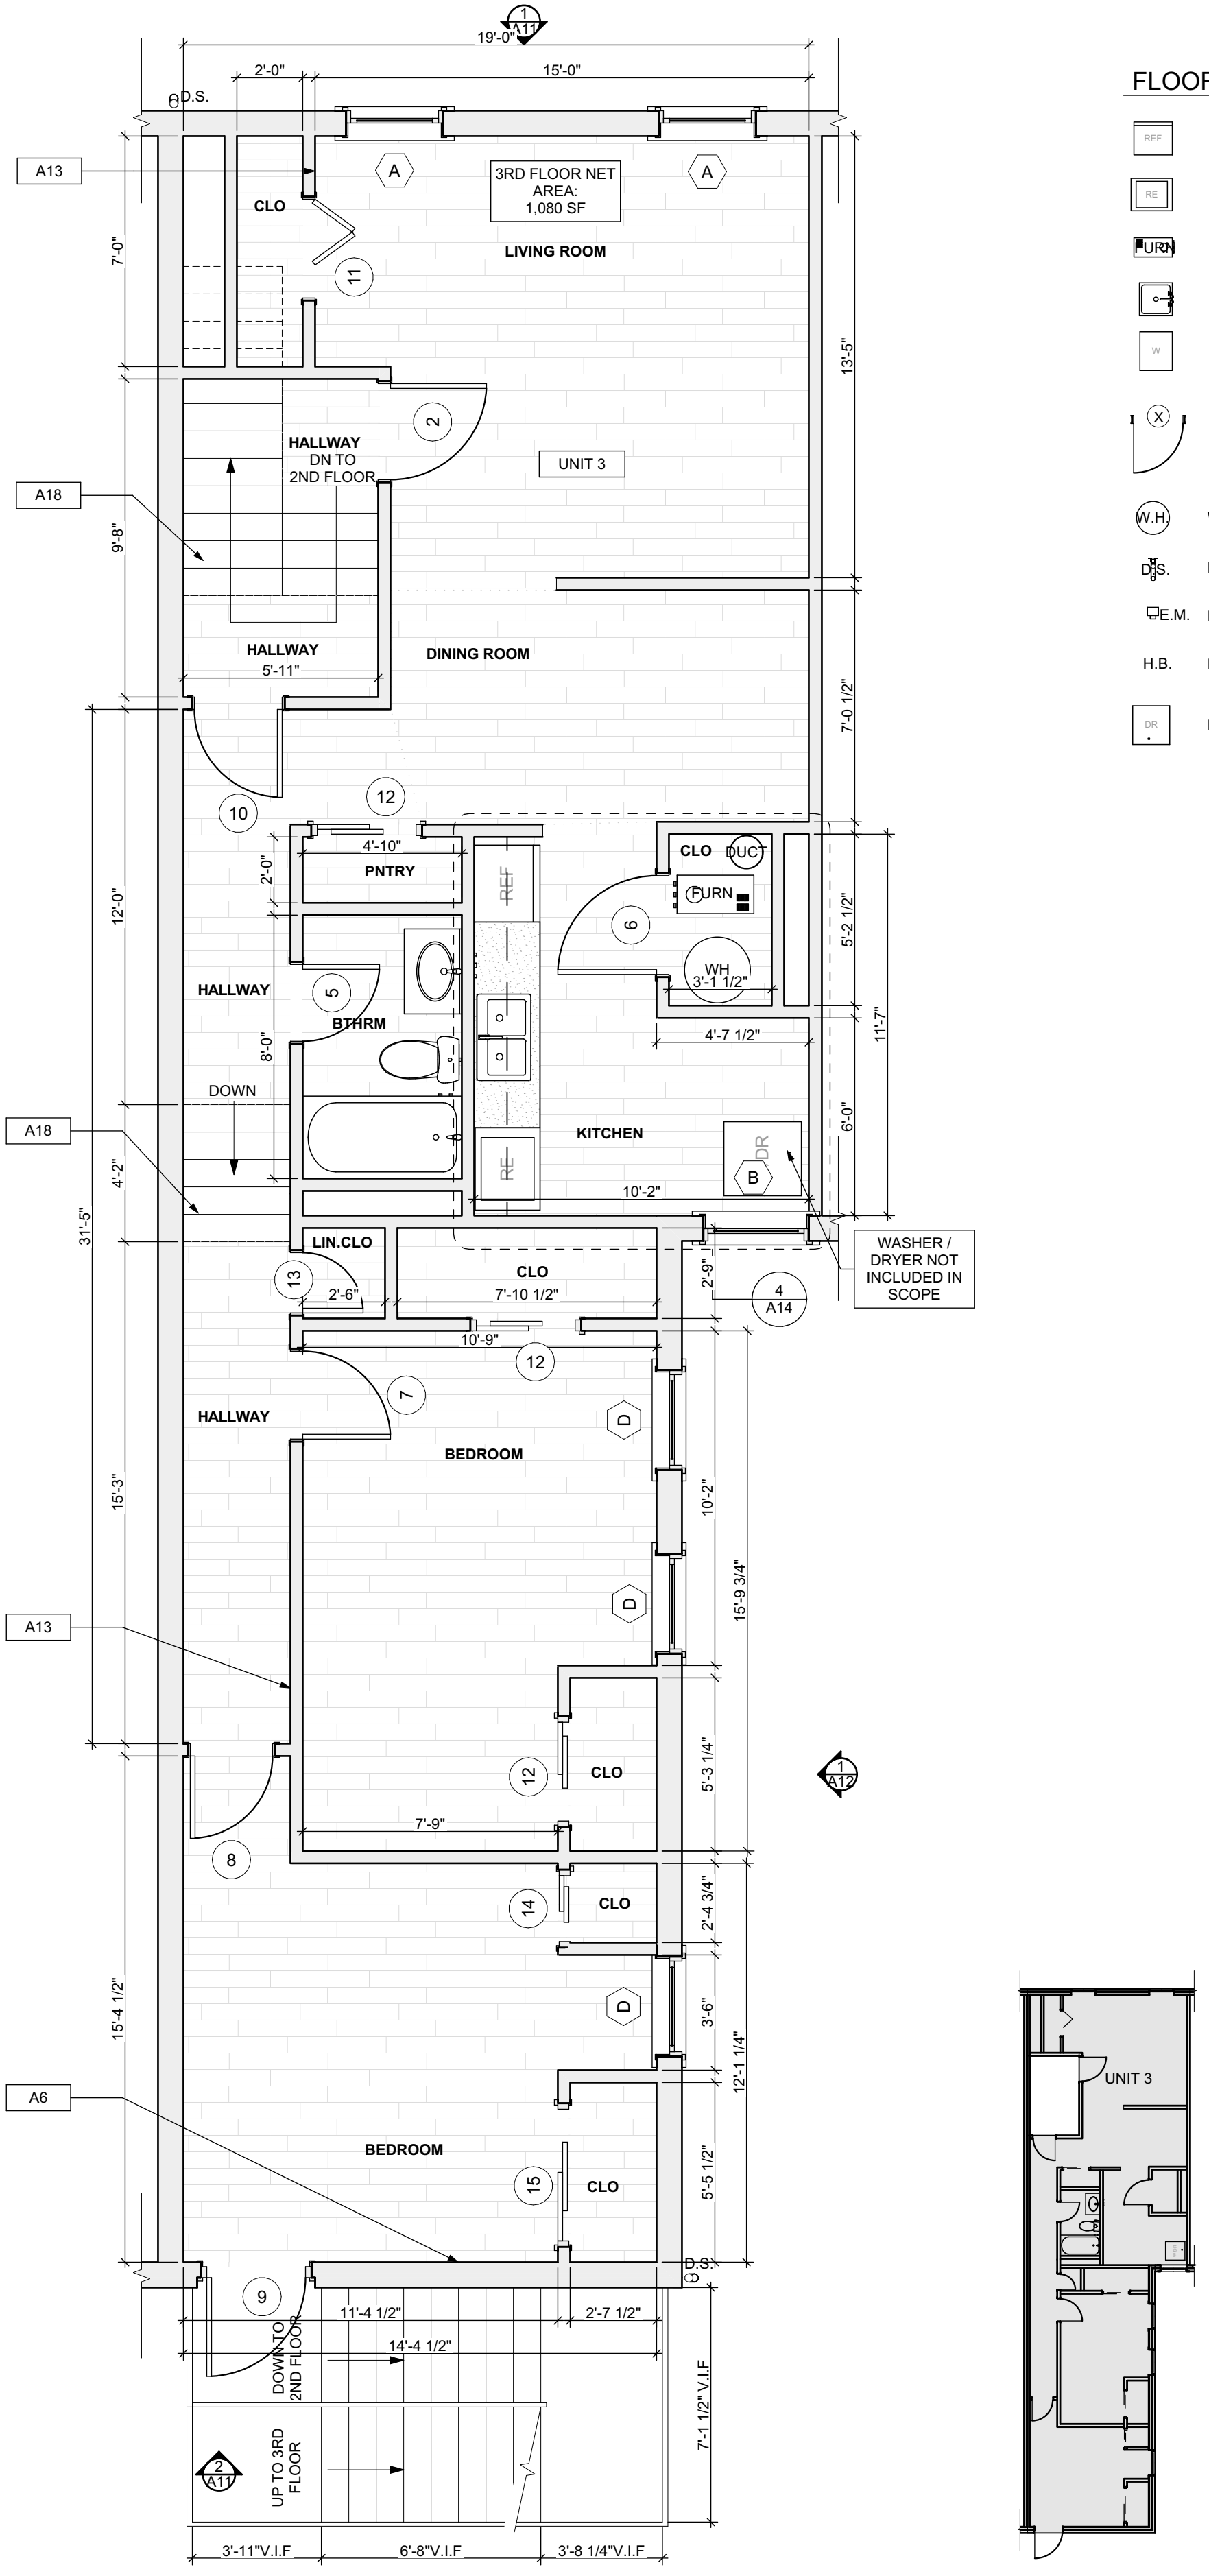 1
A11
19'-0"
2'-0"
15'-0"
D.S.
A13
CLO
A
A
3RD FLOOR NET
AREA:
1,080 SF
LIVING ROOM
11
7'-0"
13'-5"
2
HALLWAY
DN TO
2ND FLOOR
UNIT 3
A18
9'-8"
HALLWAY
5'-11"
DINING ROOM
7'-0 1/2"
10
12
4'-10"
PNTRY
2'-0"
REF
CLO
DUCT
FURN
6
WH
3'-1 1/2"
4'-7 1/2"
5'-2 1/2"
11'-7"
12'-0"
HALLWAY
5
BTHRM
8'-0"
DOWN
A18
4'-2"
31'-5"
KITCHEN
DR
B
RE
10'-2"
6'-0"
WASHER /
DRYER NOT
INCLUDED IN
SCOPE
LIN.CLO
13
2'-6"
CLO
7'-10 1/2"
2'-9"
4
A14
10'-9"
12
7
HALLWAY
BEDROOM
D
10'-2"
15'-3"
D
15'-9 3/4"
A13
12
CLO
5'-3 1/4"
1
A12
7'-9"
8
14
CLO
2'-4 3/4"
D
3'-6"
12'-1 1/4"
15'-4 1/2"
A6
BEDROOM
15
CLO
5'-5 1/2"
D.S.
9
11'-4 1/2"
2'-7 1/2"
14'-4 1/2"
DOWN TO
2ND FLOOR
7'-1 1/2" V.I.F
2
A11
UP TO 3RD
FLOOR
3'-11"V.I.F
6'-8"V.I.F
3'-8 1/4"V.I.F
REF
RE
FURN
W
X
W.H.
D.S.
E.M.
H.B.
DR
UNIT 3